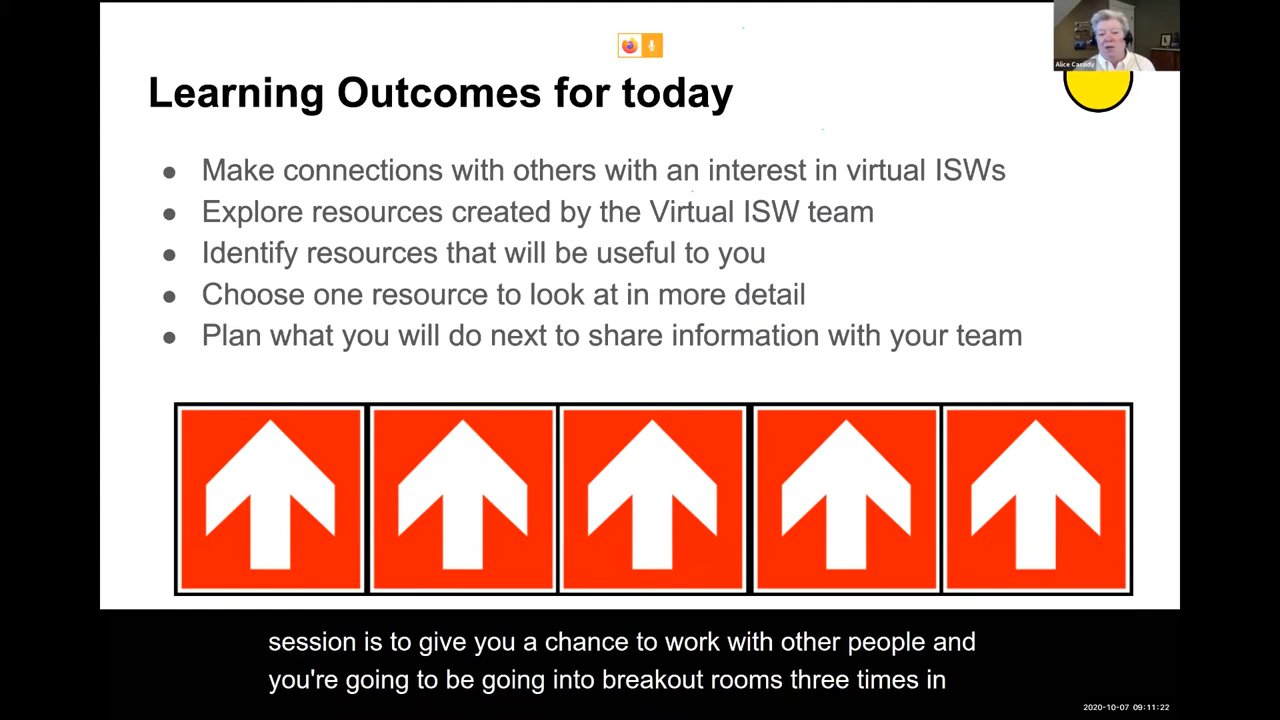 Alice Cassidy
Learning Outcomes for today
● Make connections with others with an interest in virtual ISWs
● Explore resources created by the Virtual ISW team
● Identify resources that will be useful to you
● Choose one resource to look at in more detail
● Plan what you will do next to share information with your team
session is to give you a chance to work with other people and
you're going to be going into breakout rooms three times in
2020-10-07 09:11:22